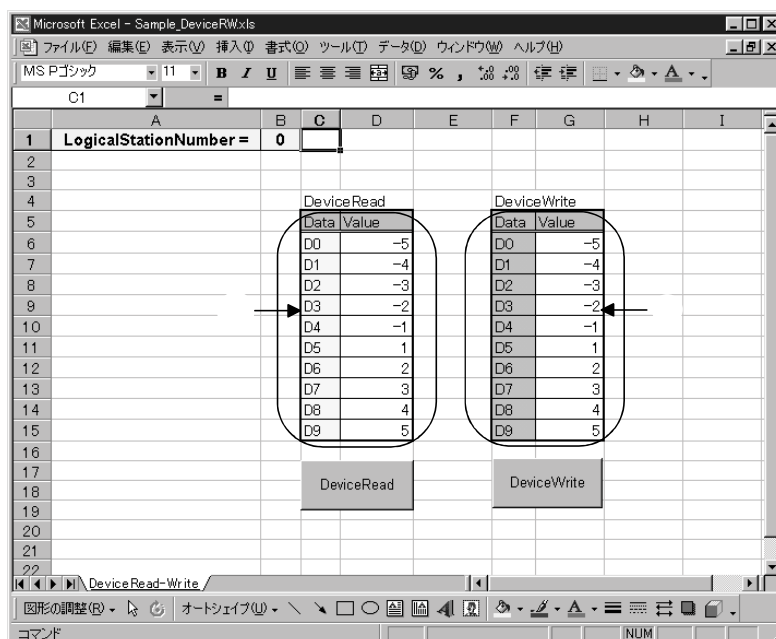 Microsoft Excel - Sample_DeviceRW.xls
ファイル(F) 編集(E) 表示(V) 挿入(I) 書式(O) ツール(T) データ(D) ウィンドウ(W) ヘルプ(H)
MS Pゴシック 11 B I U % ,
C1 =
A B C D E F G H I
1 LogicalStationNumber = 0
2
3
4 DeviceRead DeviceWrite
5 Data Value Data Value
6 D0 -5 D0 -5
7 D1 -4 D1 -4
8 D2 -3 D2 -3
9 D3 -2 D3 -2
10 D4 -1 D4 -1
11 D5 1 D5 1
12 D6 2 D6 2
13 D7 3 D7 3
14 D8 4 D8 4
15 D9 5 D9 5
16
17
DeviceRead DeviceWrite
18
19
20
21
22
DeviceRead-Write
図形の調整(R) オートシェイプ(U)
コマンド NUM